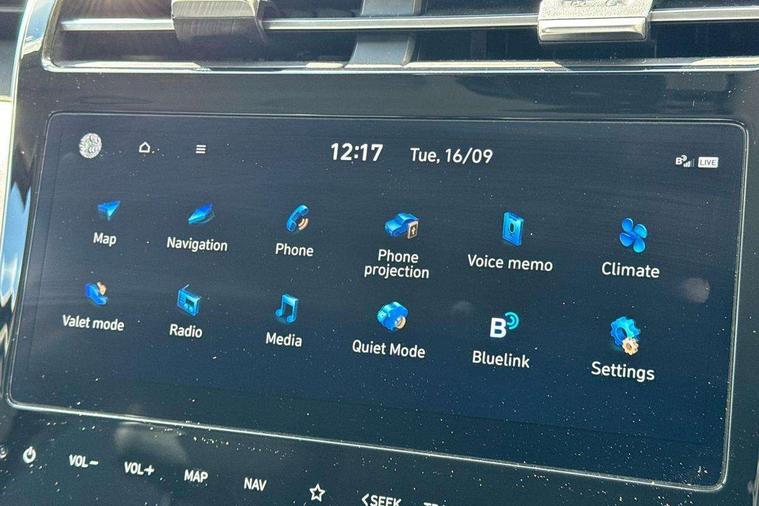 12:17 Tue, 16/09 B LIVE
Map Navigation Phone Phone projection Voice memo Climate
Valet mode Radio Media Quiet Mode Bluelink Settings
B
VOL− VOL+ MAP NAV <SEEK